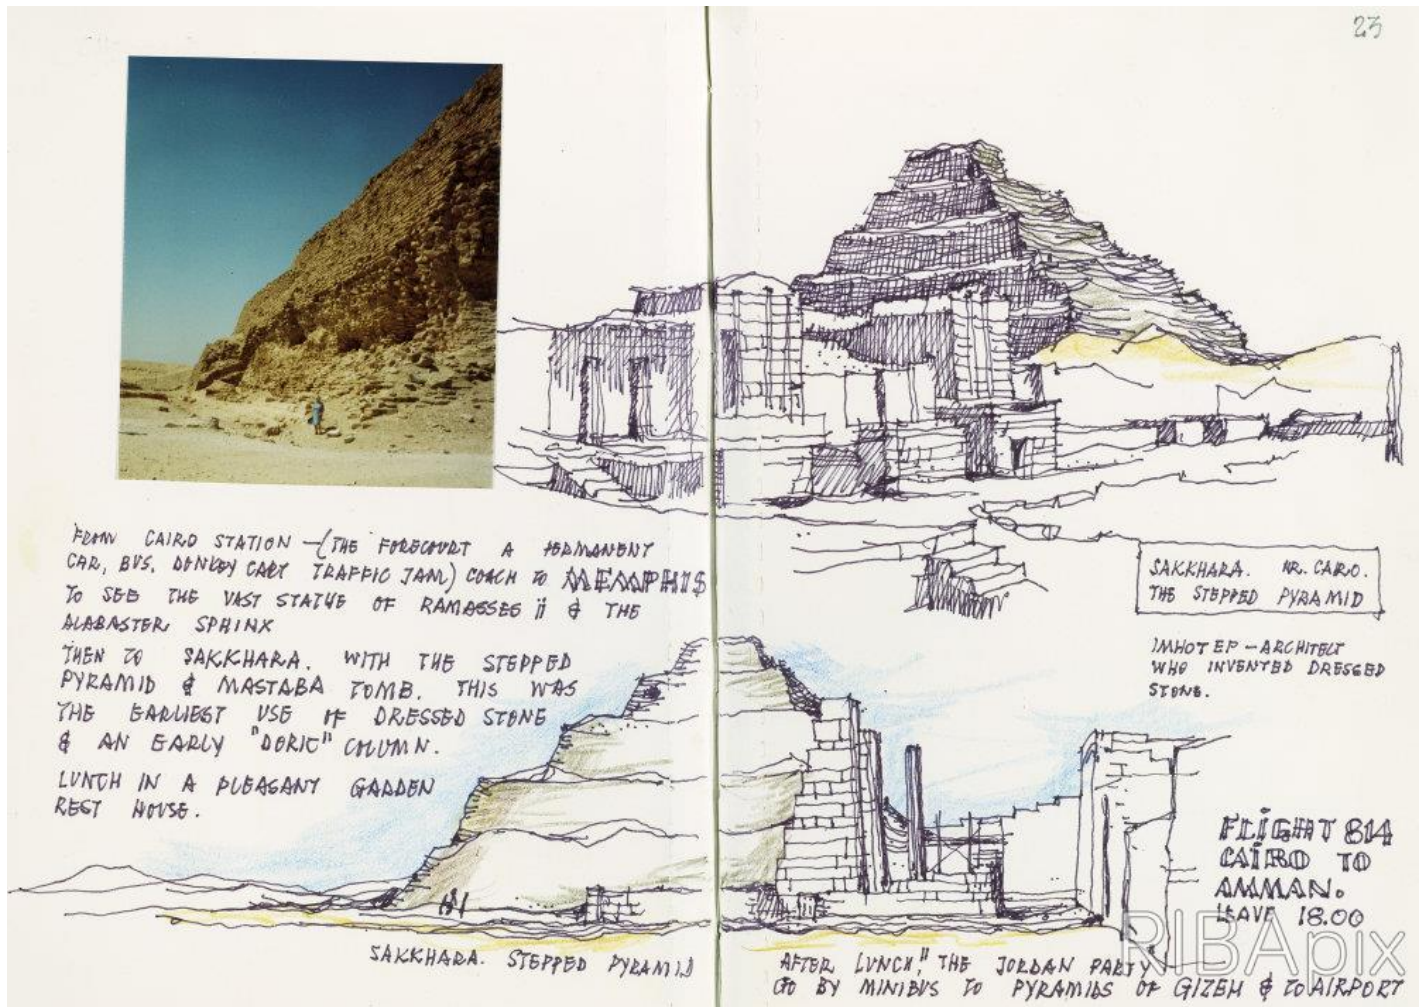 23
FROM CAIRO STATION – (THE FORECOURT A PERMANENT
CAR, BUS, DONKEY CART TRAFFIC JAM) COACH TO MEMPHIS
TO SEE THE VAST STATUE OF RAMASSES II & THE
ALABASTER SPHINX
THEN TO SAKKHARA. WITH THE STEPPED
PYRAMID & MASTABA TOMB. THIS WAS
THE EARLIEST USE OF DRESSED STONE
& AN EARLY "DORIC" COLUMN.
LUNCH IN A PLEASANT GARDEN
REST HOUSE.
SAKKHARA. STEPPED PYRAMID
SAKKHARA. NR. CAIRO.
THE STEPPED PYRAMID
IMHOTEP – ARCHITECT
WHO INVENTED DRESSED
STONE.
FLIGHT 814
CAIRO TO
AMMAN.
LEAVE 18.00
AFTER LUNCH, "THE JORDAN PARTY"
GO BY MINIBUS TO PYRAMIDS OF GIZEH & TO AIRPORT
RIBApix